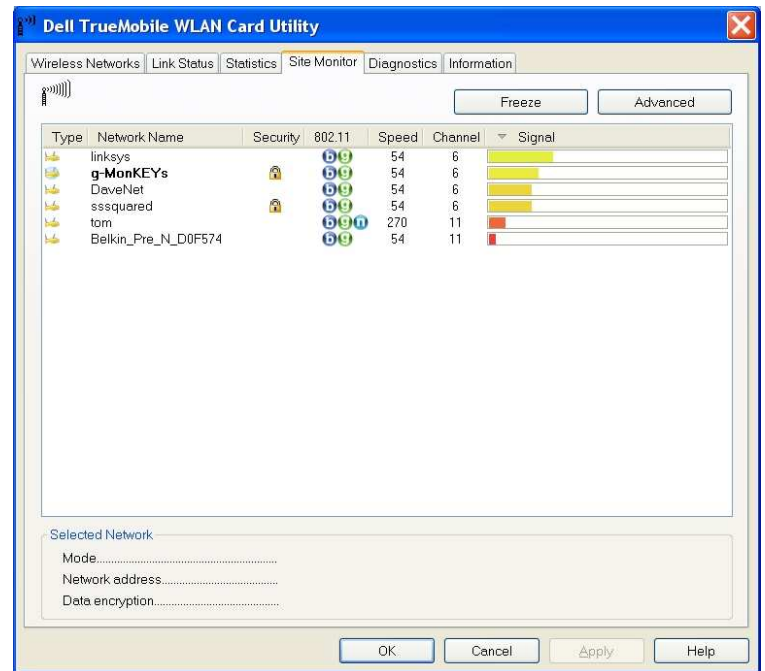 Dell TrueMobile WLAN Card Utility
Wireless Networks Link Status Statistics Site Monitor Diagnostics Information
Freeze Advanced
Type Network Name Security 802.11 Speed Channel Signal
linksys b g 54 6
g-MonKEYs b g 54 6
DaveNet b g 54 6
sssquared b g 54 6
tom b g n 270 11
Belkin_Pre_N_D0F574 b g 54 11
Selected Network
Mode.............................................................
Network address.......................................
Data encryption..........................................
OK Cancel Apply Help